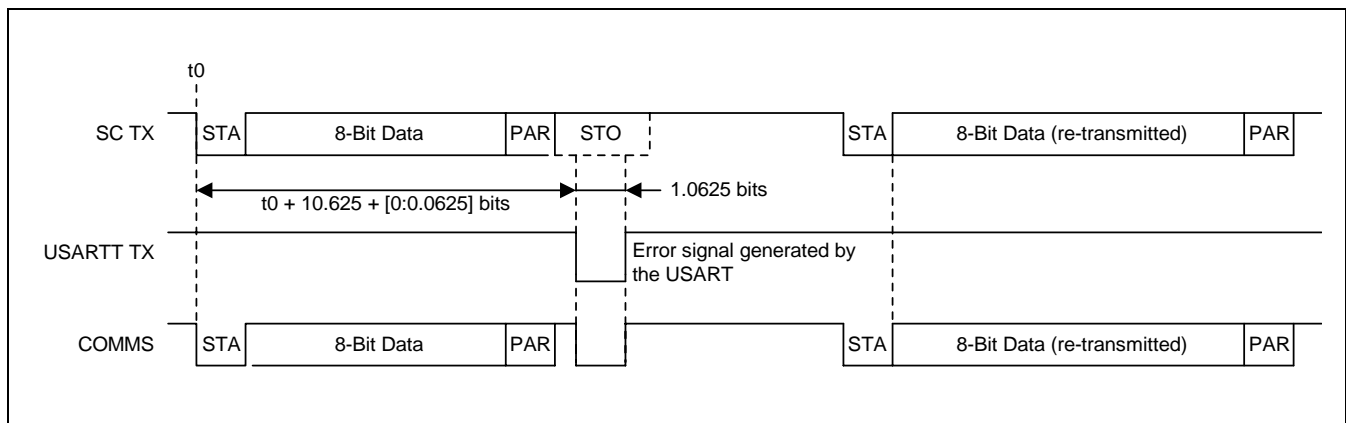 t0
SC TX
STA
8-Bit Data
PAR
STO
STA
8-Bit Data (re-transmitted)
PAR
t0 + 10.625 + [0:0.0625] bits
1.0625 bits
USARTT TX
Error signal generated by
the USART
COMMS
STA
8-Bit Data
PAR
STA
8-Bit Data (re-transmitted)
PAR